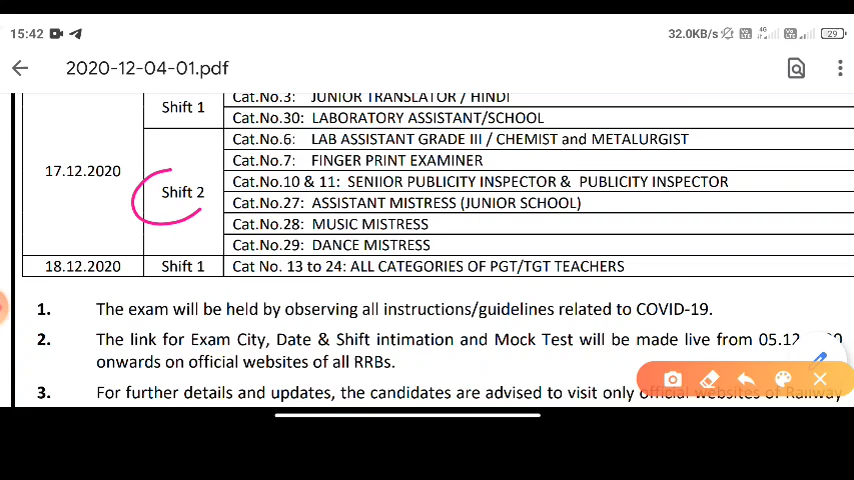 15:42 32.0KB/s 4G 29
2020-12-04-01.pdf
Cat.No.3: JUNIOR TRANSLATOR / HINDI
Shift 1
Cat.No.30: LABORATORY ASSISTANT/SCHOOL
Cat.No.6: LAB ASSISTANT GRADE III / CHEMIST and METALURGIST
Cat.No.7: FINGER PRINT EXAMINER
17.12.2020
Shift 2
Cat.No.10 & 11: SENIIOR PUBLICITY INSPECTOR & PUBLICITY INSPECTOR
Cat.No.27: ASSISTANT MISTRESS (JUNIOR SCHOOL)
Cat.No.28: MUSIC MISTRESS
Cat.No.29: DANCE MISTRESS
18.12.2020 Shift 1 Cat No. 13 to 24: ALL CATEGORIES OF PGT/TGT TEACHERS
1. The exam will be held by observing all instructions/guidelines related to COVID-19.
2. The link for Exam City, Date & Shift intimation and Mock Test will be made live from 05.12
onwards on official websites of all RRBs.
3. For further details and updates, the candidates are advised to visit only official websites of Railway